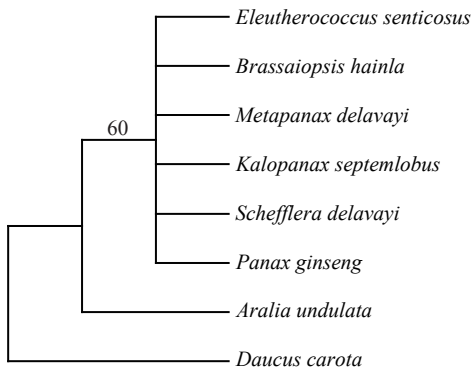 Eleutherococcus senticosus
Brassaiopsis hainla
Metapanax delavayi
60
Kalopanax septemlobus
Schefflera delavayi
Panax ginseng
Aralia undulata
Daucus carota